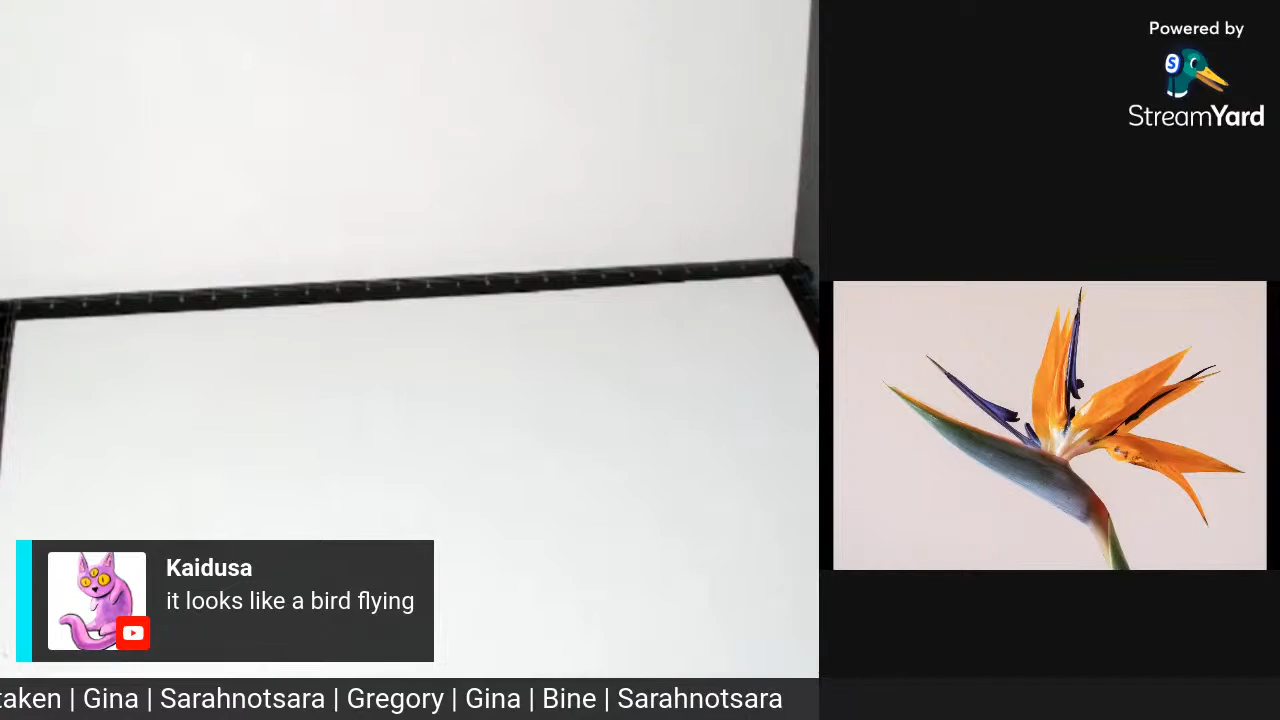 Powered by
S
StreamYard
Kaidusa
it looks like a bird flying
taken | Gina | Sarahnotsara | Gregory | Gina | Bine | Sarahnotsara